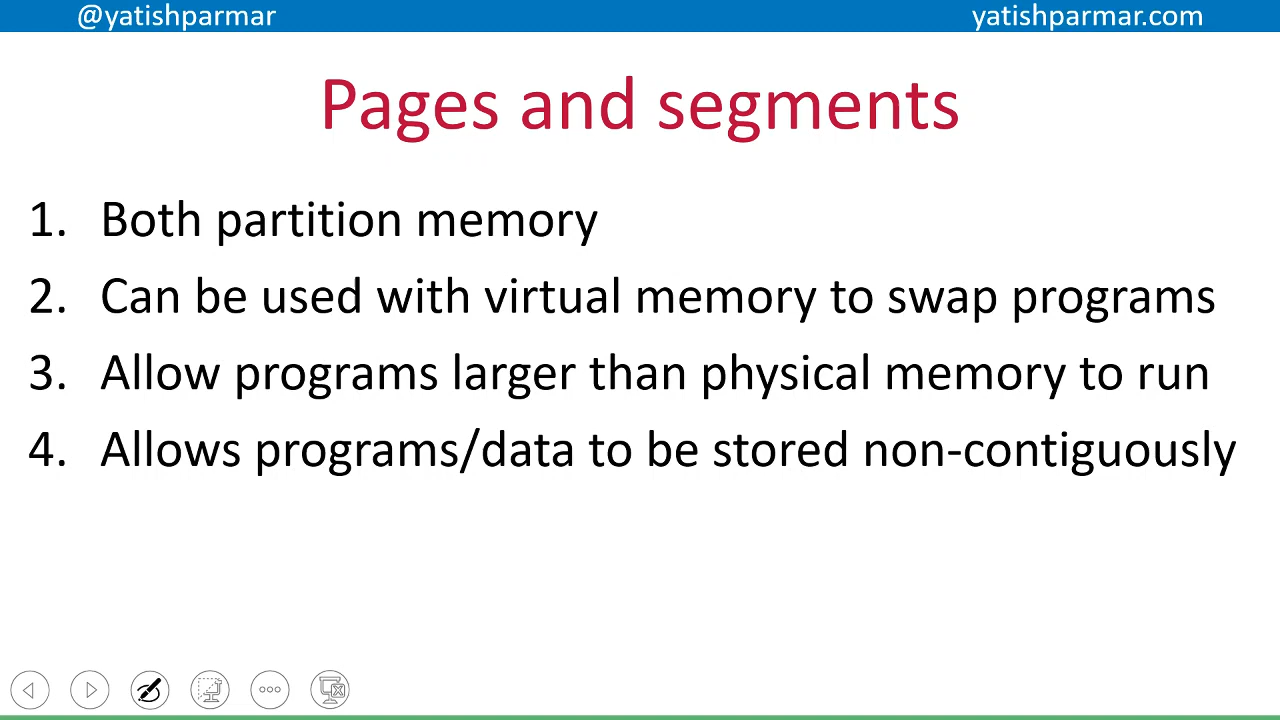 @yatishparmar
yatishparmar.com
Pages and segments
1. Both partition memory
2. Can be used with virtual memory to swap programs
3. Allow programs larger than physical memory to run
4. Allows programs/data to be stored non-contiguously